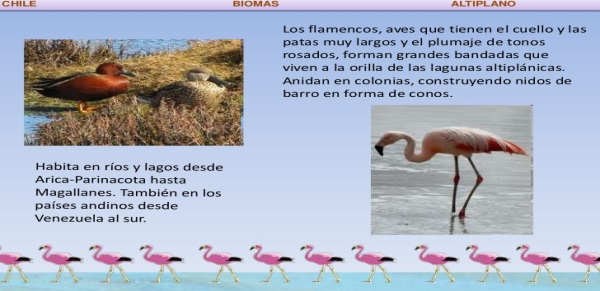 CHILE BIOMAS ALTIPLANO
Los flamencos, aves que tienen el cuello y las
patas muy largos y el plumaje de tonos
rosados, forman grandes bandadas que
viven a la orilla de las lagunas altiplánicas.
Anidan en colonias, construyendo nidos de
barro en forma de conos.
Habita en ríos y lagos desde
Arica-Parinacota hasta
Magallanes. También en los
países andinos desde
Venezuela al sur.